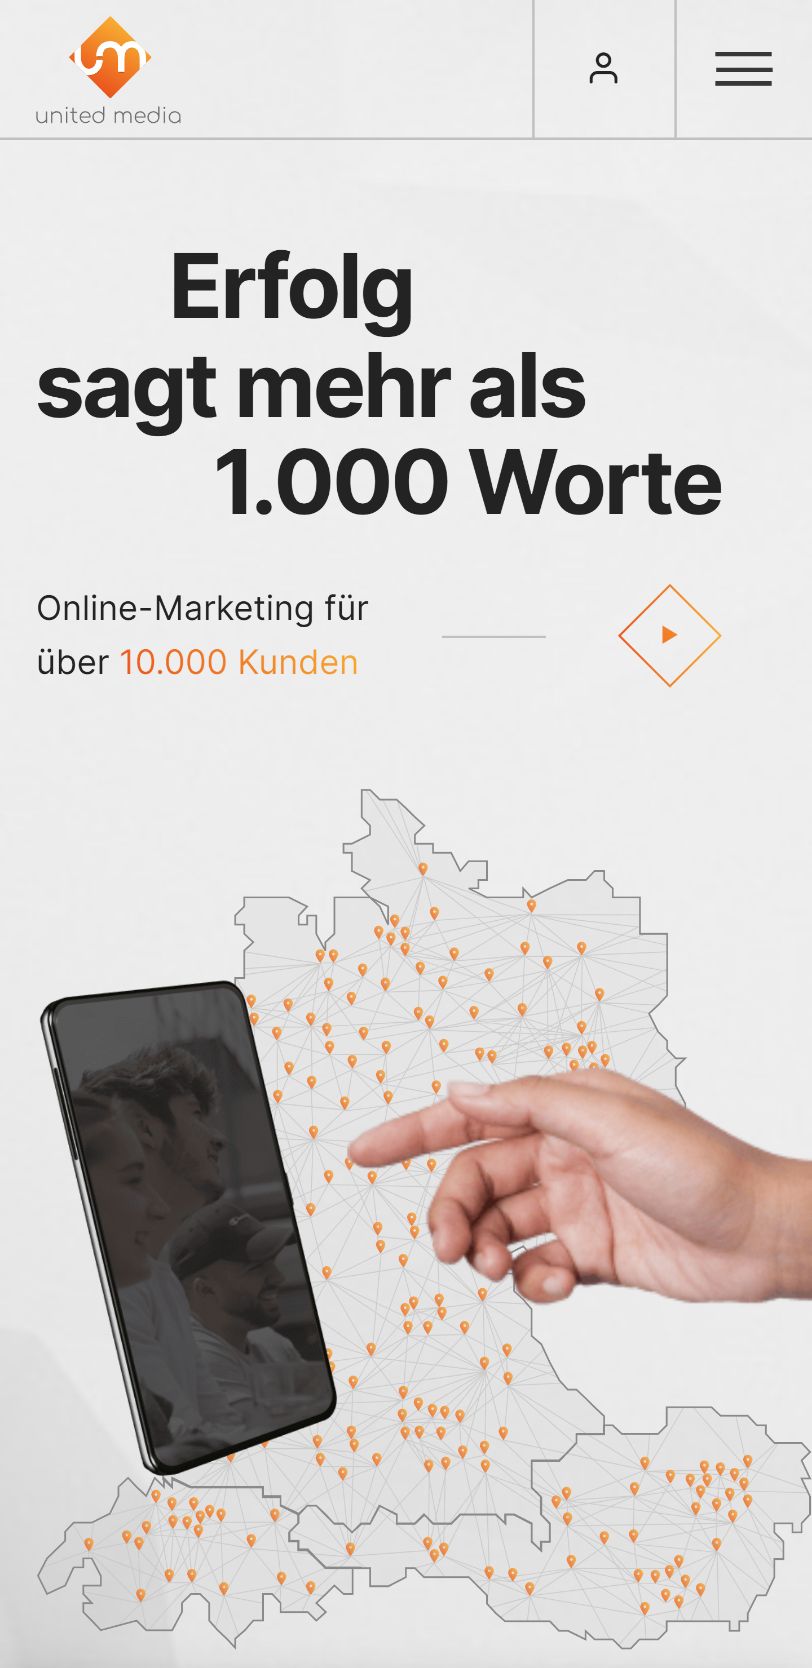 united media
Erfolg
sagt mehr als
1.000 Worte
Online-Marketing für
über 10.000 Kunden